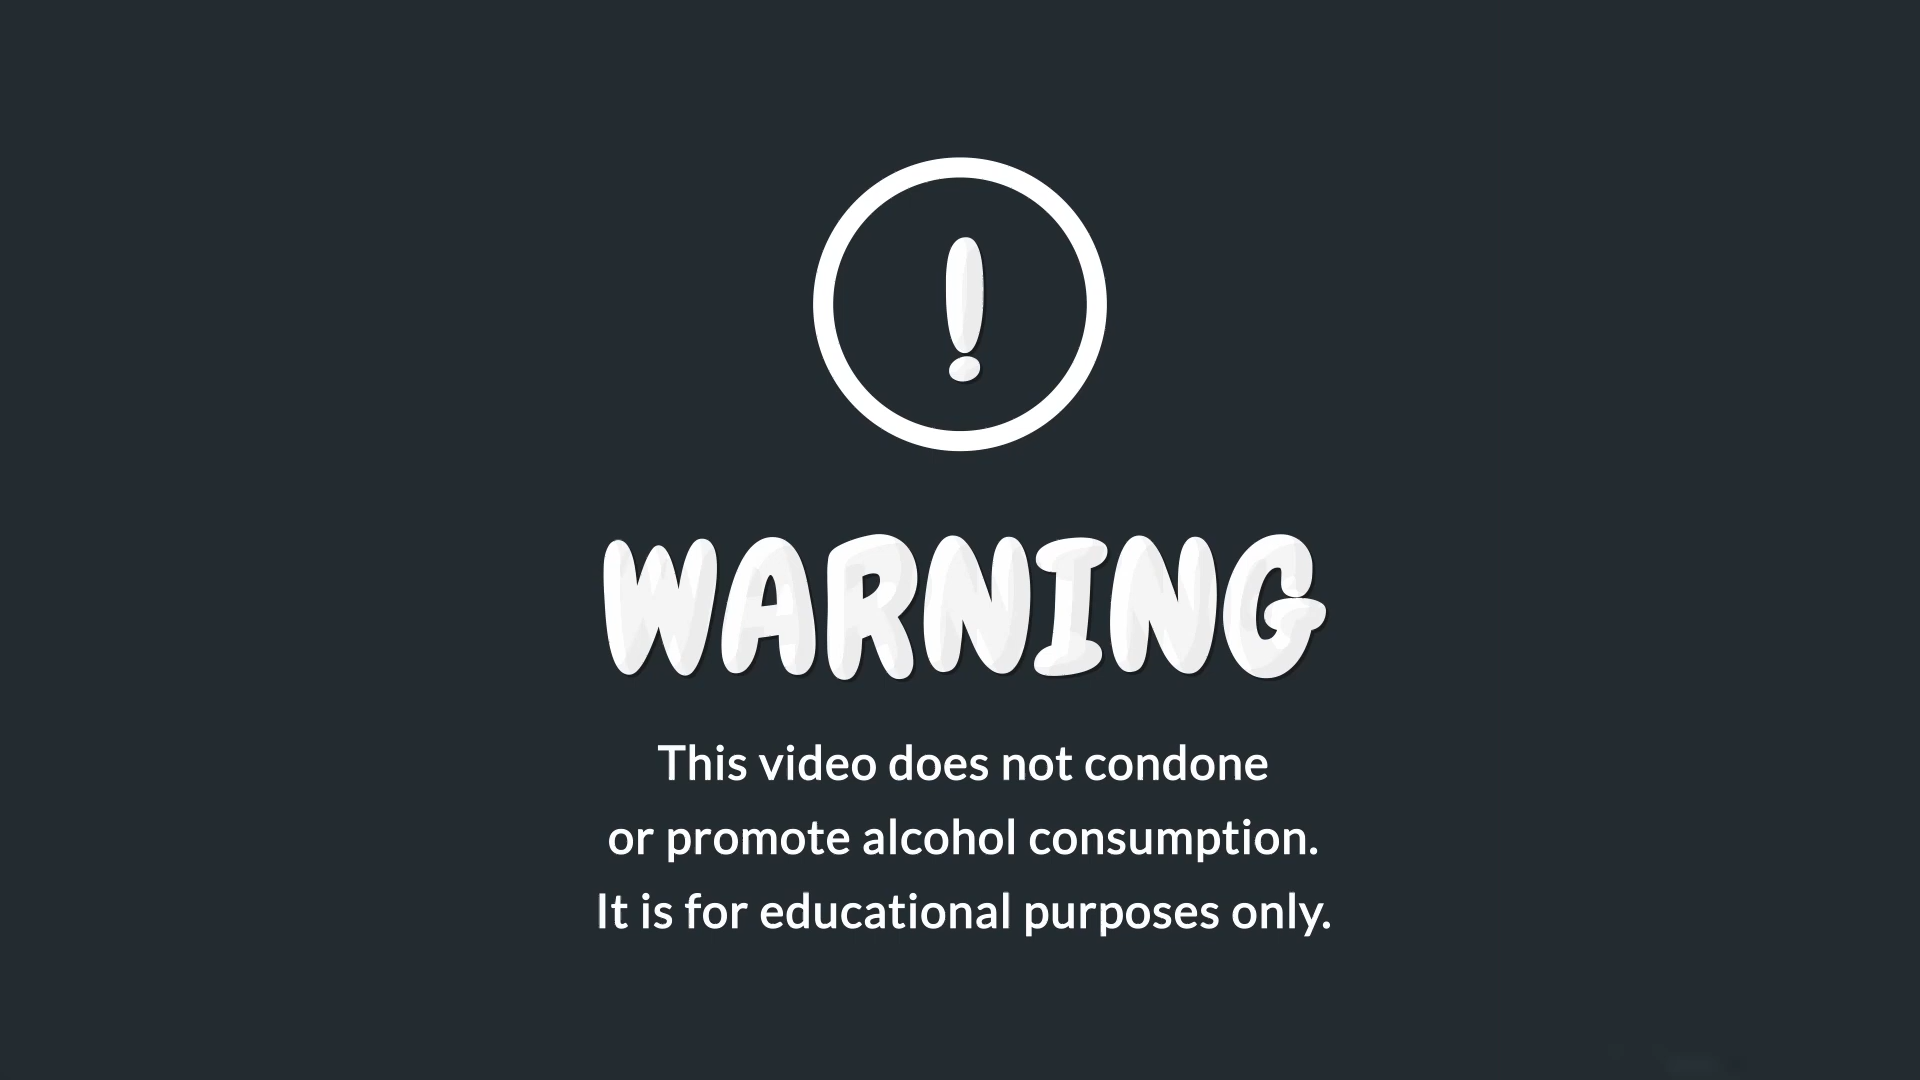 !
WARNING
This video does not condone
or promote alcohol consumption.
It is for educational purposes only.